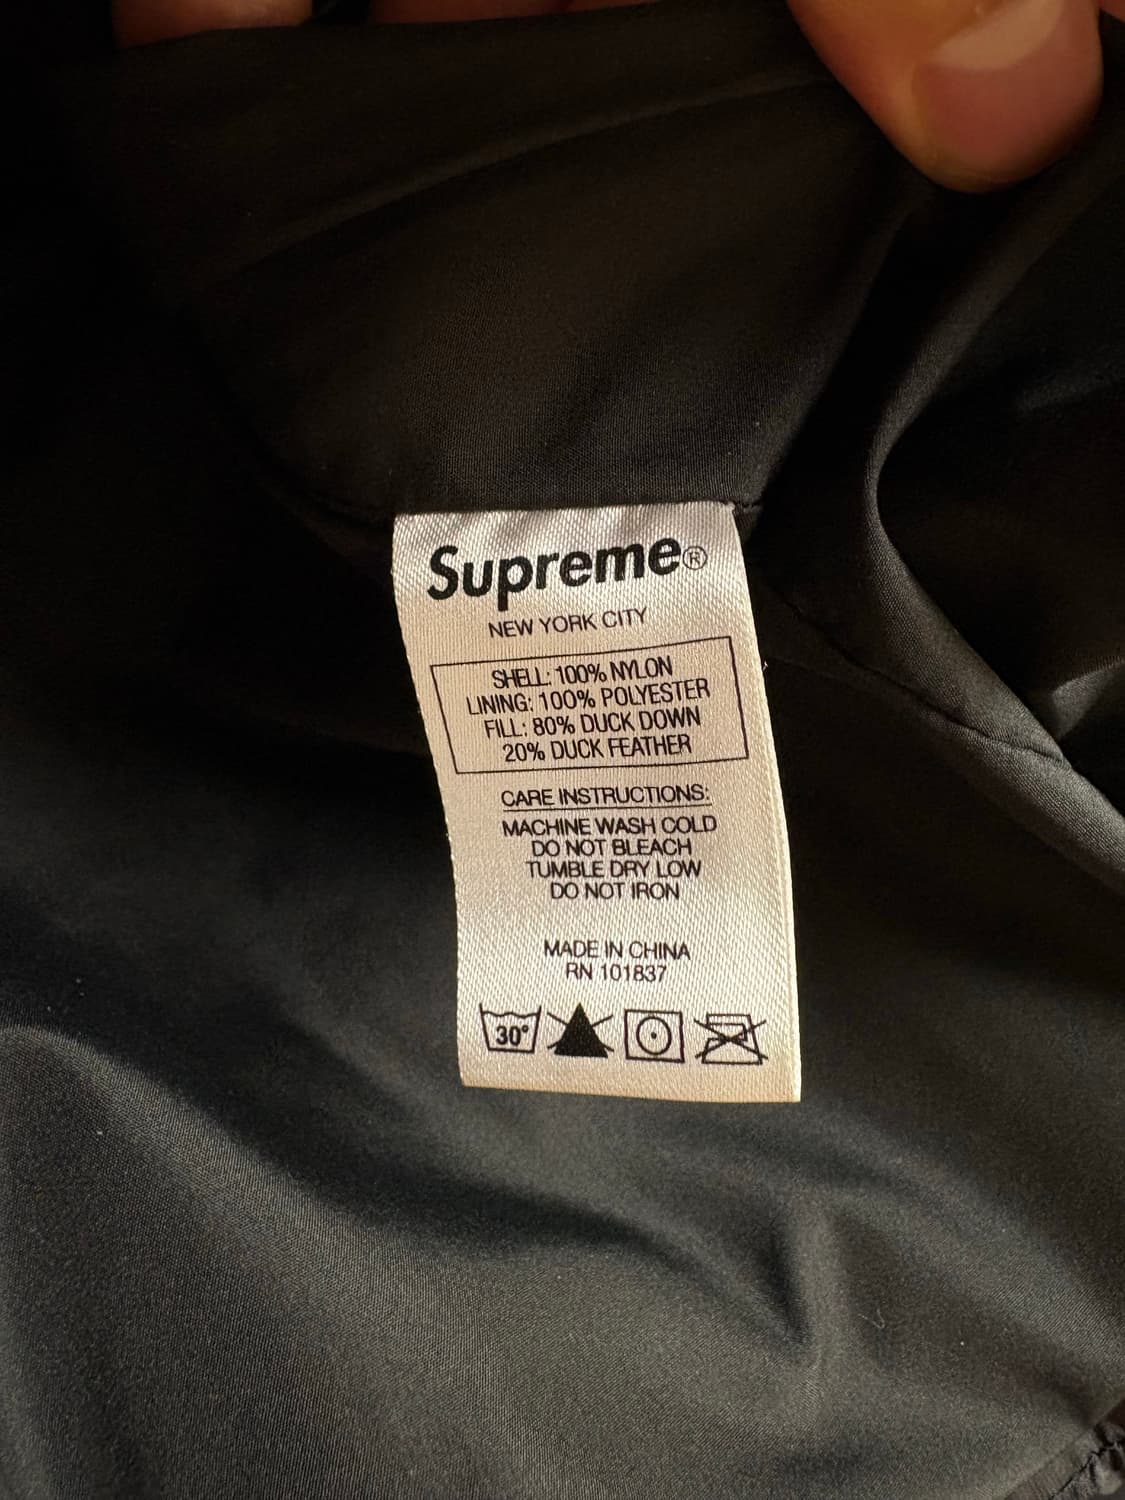 Supreme®
NEW YORK CITY
SHELL: 100% NYLON
LINING: 100% POLYESTER
FILL: 80% DUCK DOWN
20% DUCK FEATHER
CARE INSTRUCTIONS:
MACHINE WASH COLD
DO NOT BLEACH
TUMBLE DRY LOW
DO NOT IRON
MADE IN CHINA
RN 101837
30°